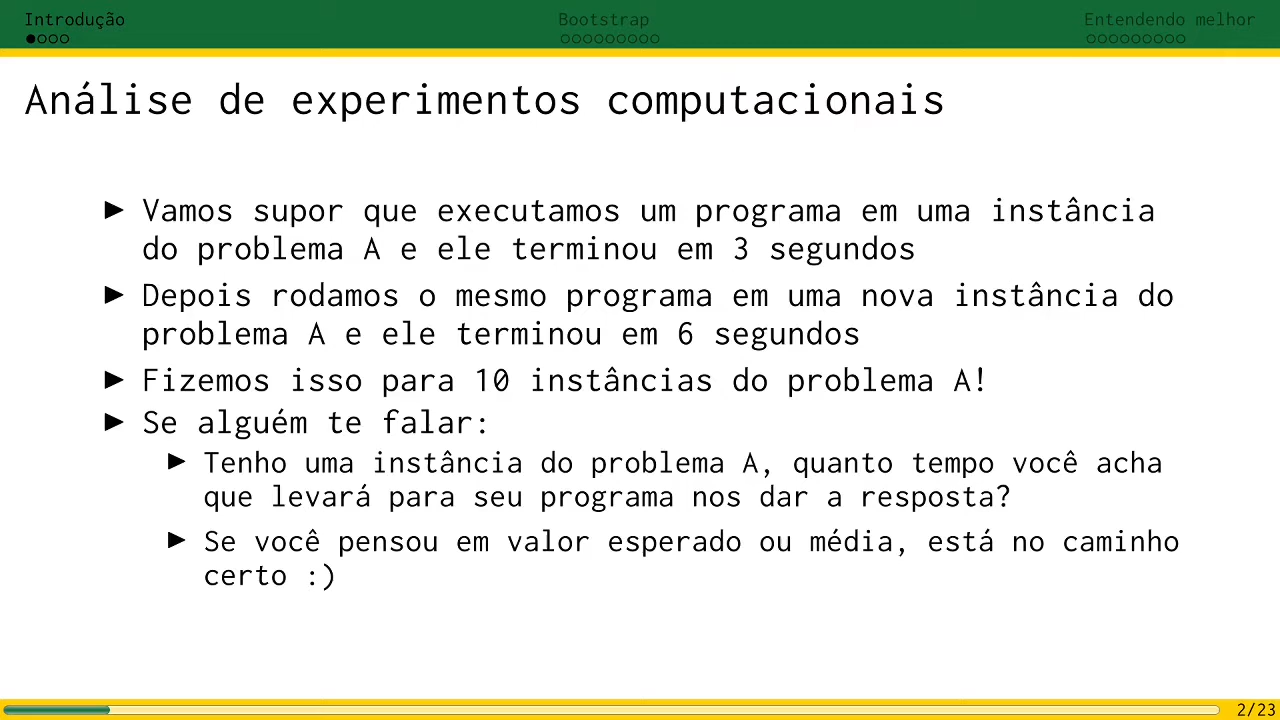 Introdução
Bootstrap
Entendendo melhor
Análise de experimentos computacionais
Vamos supor que executamos um programa em uma instância
do problema A e ele terminou em 3 segundos
Depois rodamos o mesmo programa em uma nova instância do
problema A e ele terminou em 6 segundos
Fizemos isso para 10 instâncias do problema A!
Se alguém te falar:
Tenho uma instância do problema A, quanto tempo você acha
que levará para seu programa nos dar a resposta?
Se você pensou em valor esperado ou média, está no caminho
certo :)
2/23